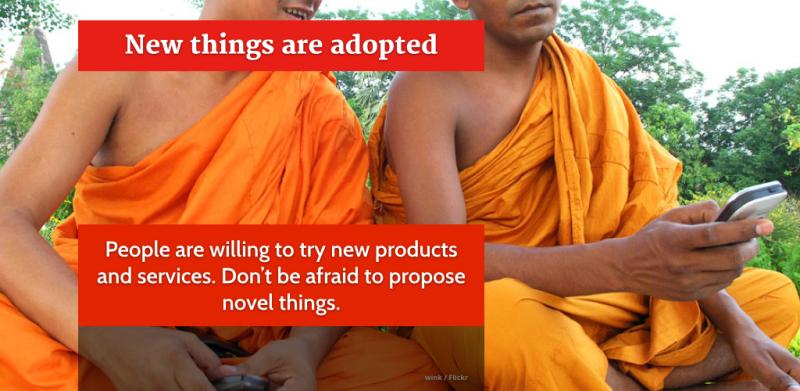 New things are adopted
People are willing to try new products
and services. Don't be afraid to propose
novel things.
wink / Flickr